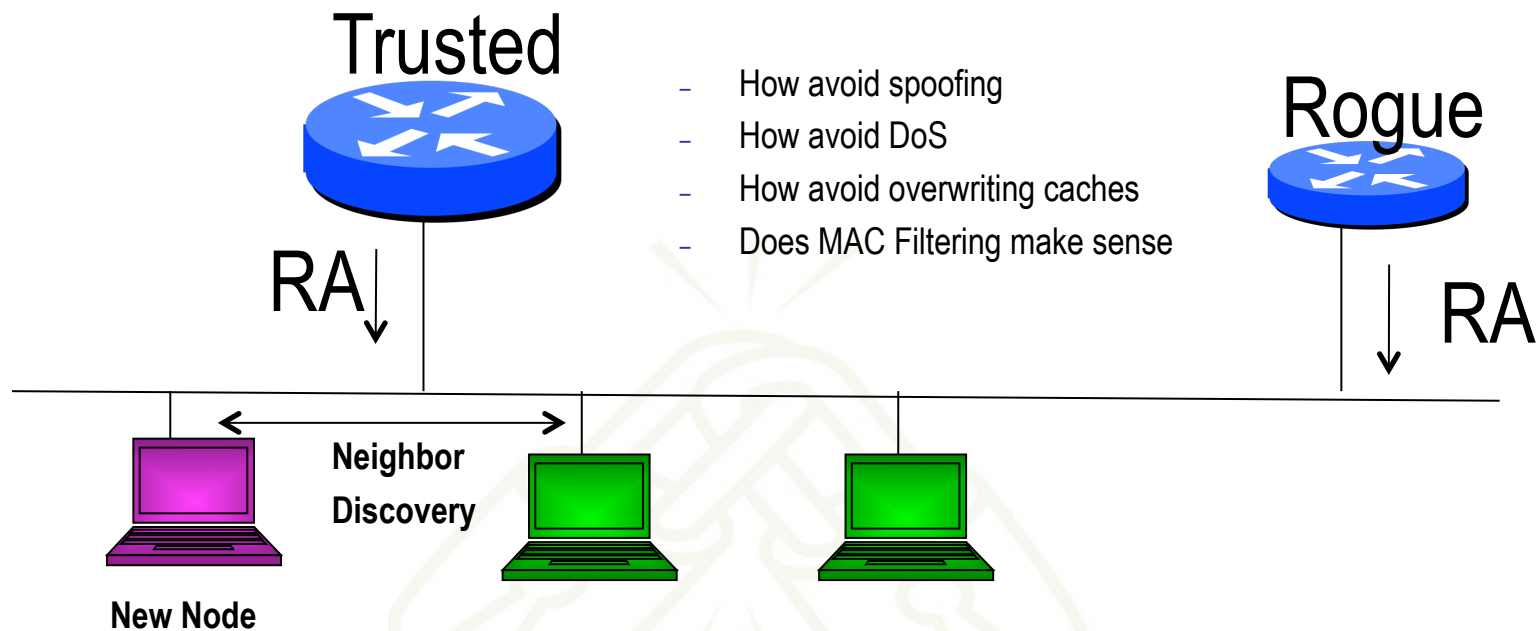 Trusted
- How avoid spoofing
- How avoid DoS
- How avoid overwriting caches
- Does MAC Filtering make sense
Rogue
RA
RA
Neighbor
Discovery
New Node